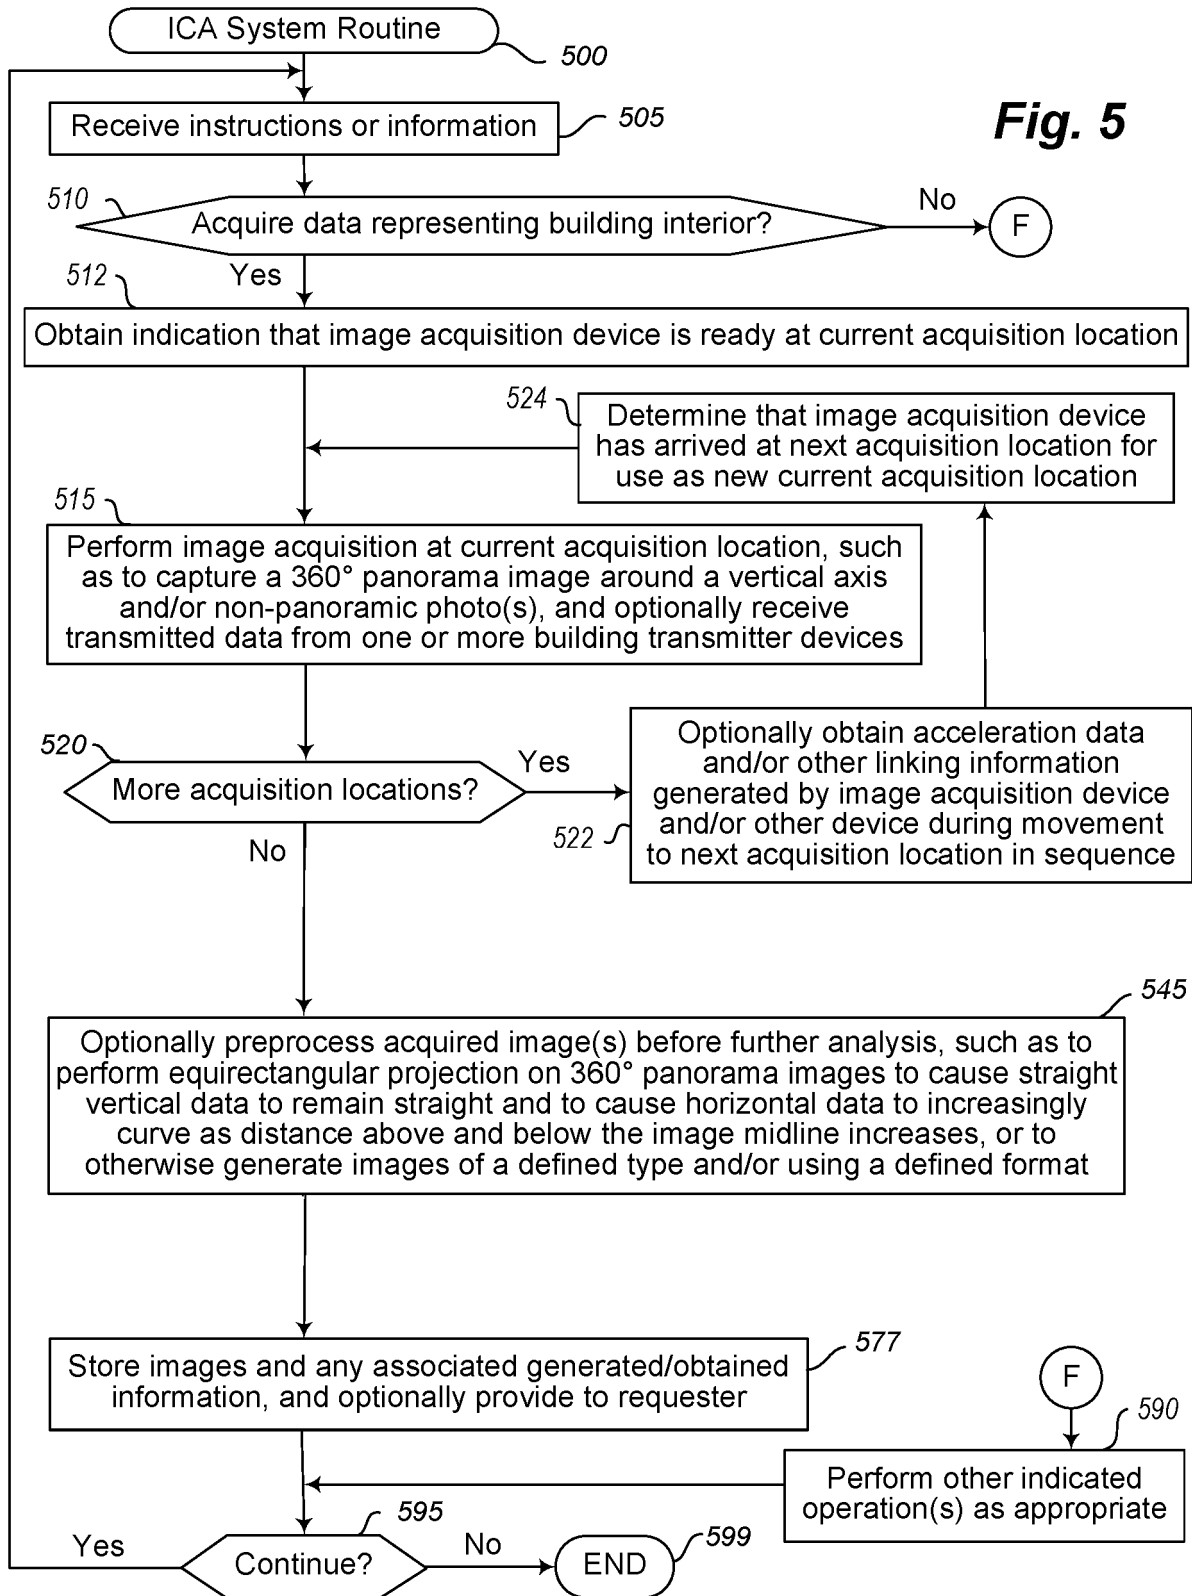 ICA System Routine
500
Receive instructions or information
505
Fig. 5
510
Acquire data representing building interior?
No
F
Yes
512
Obtain indication that image acquisition device is ready at current acquisition location
524
Determine that image acquisition device
has arrived at next acquisition location for
use as new current acquisition location
515
Perform image acquisition at current acquisition location, such
as to capture a 360° panorama image around a vertical axis
and/or non-panoramic photo(s), and optionally receive
transmitted data from one or more building transmitter devices
520
More acquisition locations?
Yes
No
Optionally obtain acceleration data
and/or other linking information
generated by image acquisition device
and/or other device during movement
to next acquisition location in sequence
522
545
Optionally preprocess acquired image(s) before further analysis, such as to
perform equirectangular projection on 360° panorama images to cause straight
vertical data to remain straight and to cause horizontal data to increasingly
curve as distance above and below the image midline increases, or to
otherwise generate images of a defined type and/or using a defined format
577
Store images and any associated generated/obtained
information, and optionally provide to requester
F
590
Perform other indicated
operation(s) as appropriate
595
Yes
Continue?
No
END
599